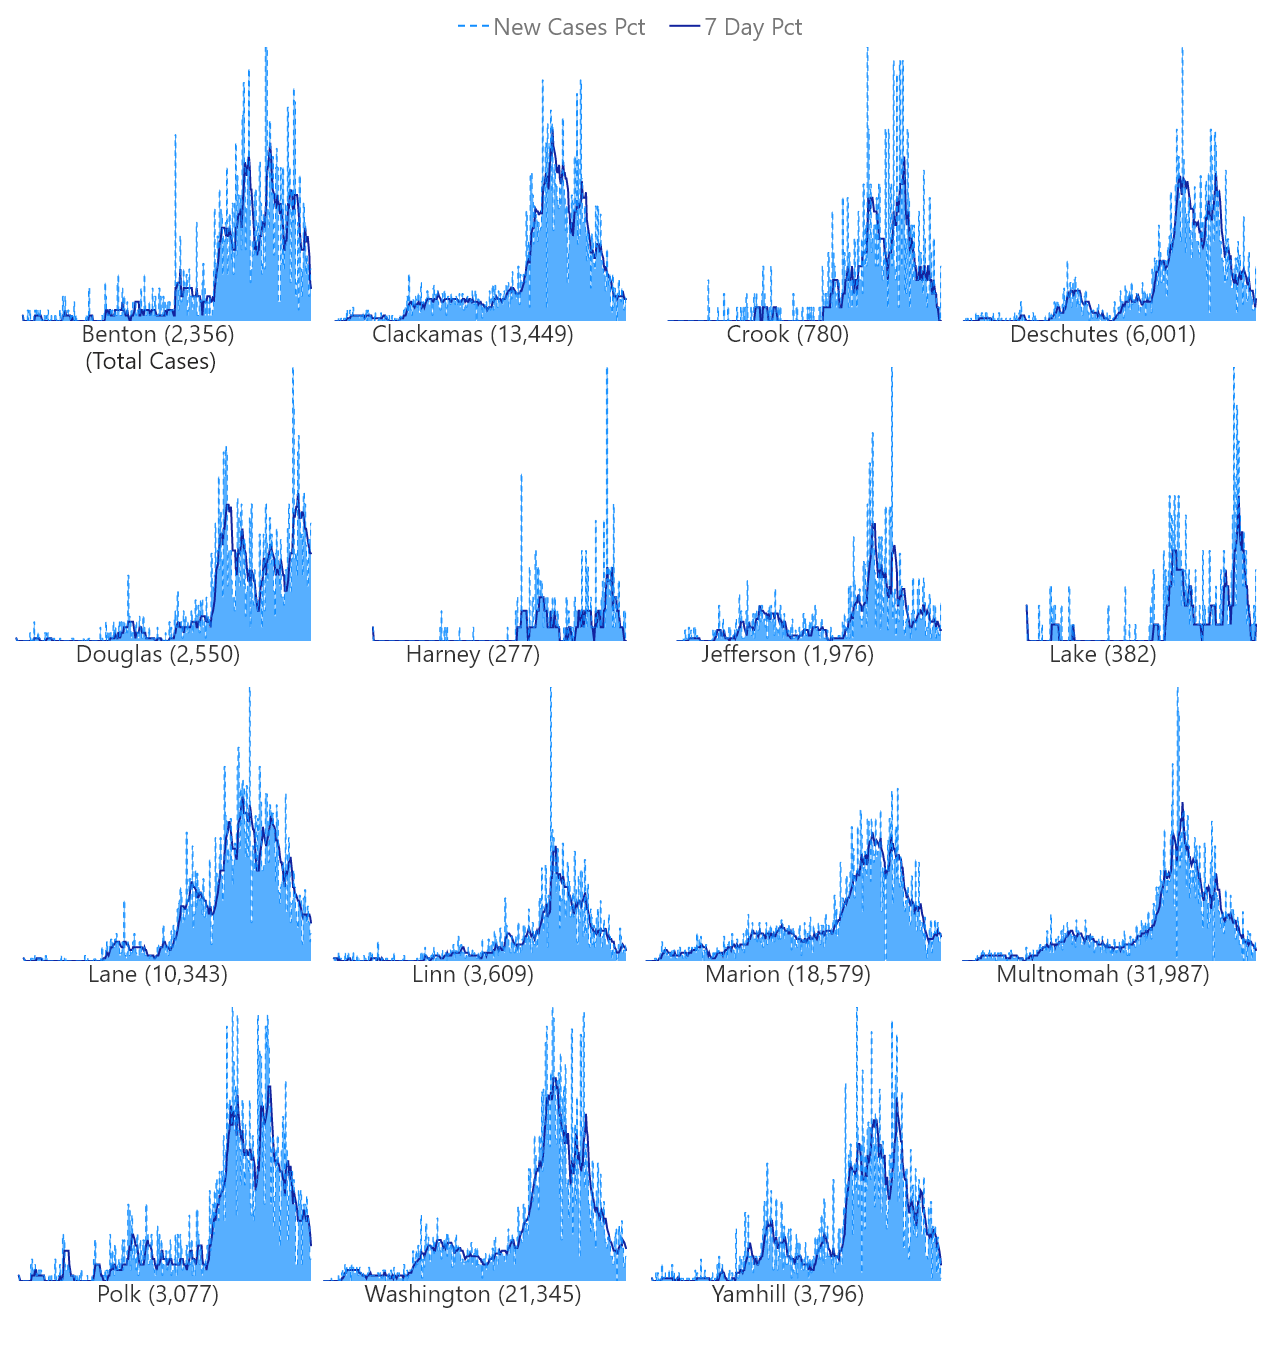 New Cases Pct 7 Day Pct
Benton (2,356) Clackamas (13,449) Crook (780) Deschutes (6,001)
(Total Cases)
Douglas (2,550) Harney (277) Jefferson (1,976) Lake (382)
Lane (10,343) Linn (3,609) Marion (18,579) Multnomah (31,987)
Polk (3,077) Washington (21,345) Yamhill (3,796)